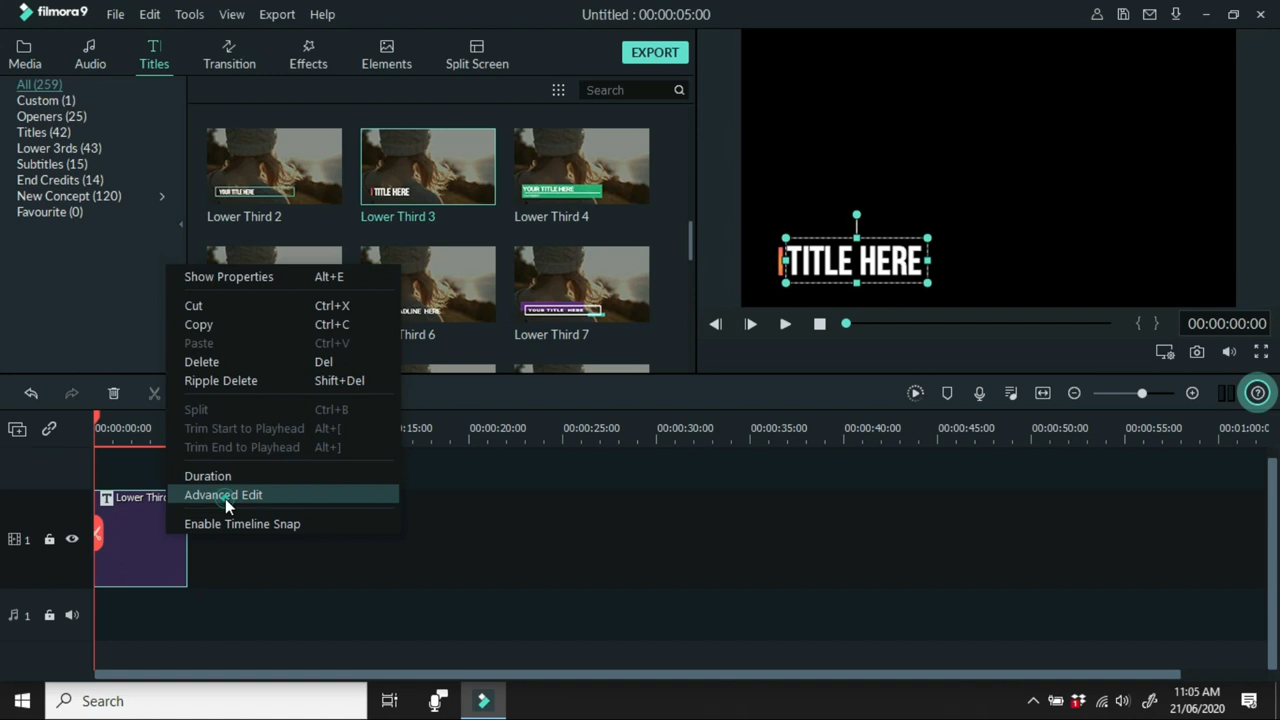 filmora9 File Edit Tools View Export Help Untitled : 00:00:05:00
Media Audio Titles Transition Effects Elements Split Screen EXPORT
All (259)
Custom (1)
Openers (25)
Titles (42)
Lower 3rds (43)
Subtitles (15)
End Credits (14)
New Concept (120)
Favourite (0)
Search
YOUR TITLE HERE
TITLE HERE
YOUR TITLE HERE
Lower Third 2 Lower Third 3 Lower Third 4
ADLINE HERE
YOUR TITLE HERE
d 6 Lower Third 7
TITLE HERE
00:00:00:00
Show Properties Alt+E
Cut Ctrl+X
Copy Ctrl+C
Paste Ctrl+V
Delete Del
Ripple Delete Shift+Del
Split Ctrl+B
Trim Start to Playhead Alt+[
Trim End to Playhead Alt+]
Duration
Advanced Edit
Enable Timeline Snap
00:00:00:00 0:15:00 00:00:20:00 00:00:25:00 00:00:30:00 00:00:35:00 00:00:40:00 00:00:45:00 00:00:50:00 00:00:55:00 00:01:00:0
T Lower Third
1
1
Search
11:05 AM
21/06/2020